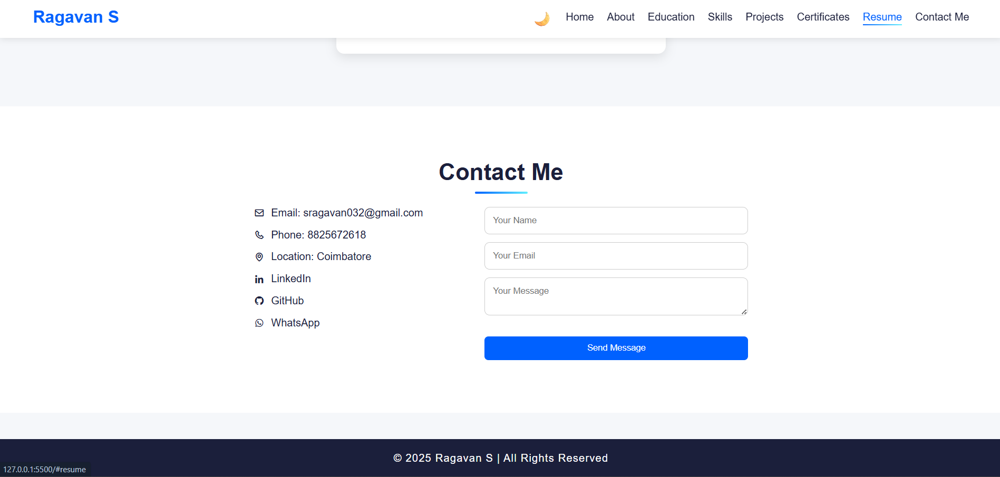 Ragavan S
Home About Education Skills Projects Certificates Resume Contact Me
Contact Me
Email: sragavan032@gmail.com
Phone: 8825672618
Location: Coimbatore
LinkedIn
GitHub
WhatsApp
Your Name
Your Email
Your Message
Send Message
© 2025 Ragavan S | All Rights Reserved
127.0.0.1:5500/#resume